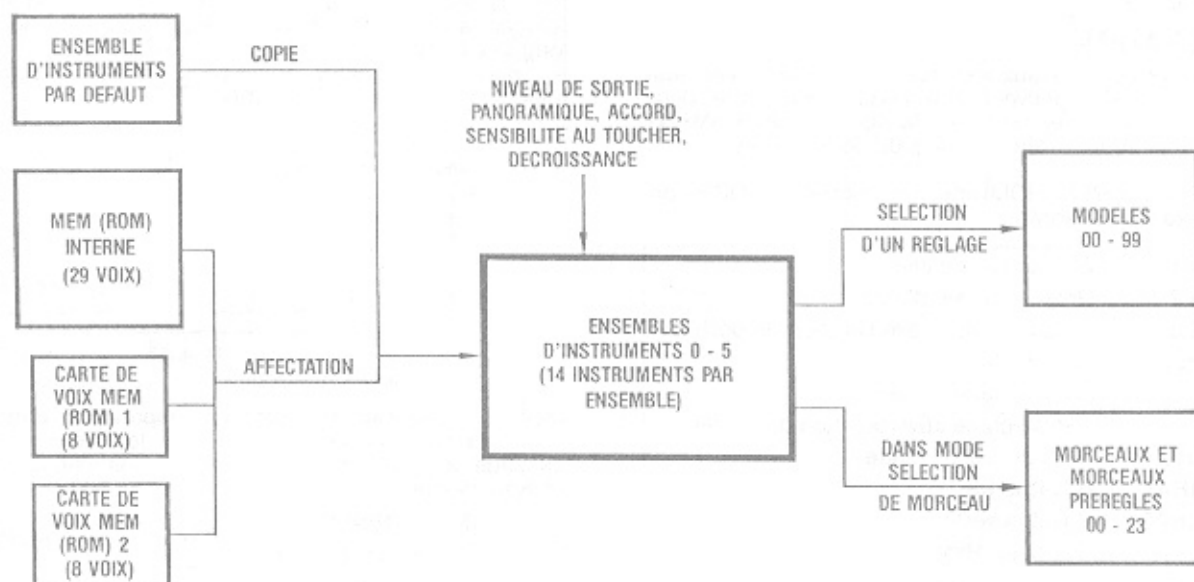 ENSEMBLE
D'INSTRUMENTS
PAR DEFAUT
COPIE
NIVEAU DE SORTIE,
PANORAMIQUE, ACCORD,
SENSIBILITE AU TOUCHER,
DECROISSANCE
MEM (ROM)
INTERNE
(29 VOIX)
AFFECTATION
CARTE DE
VOIX MEM
(ROM) 1
(8 VOIX)
CARTE DE
VOIX MEM
(ROM) 2
(8 VOIX)
ENSEMBLES
D'INSTRUMENTS 0 - 5
(14 INSTRUMENTS PAR
ENSEMBLE)
SELECTION
D'UN REGLAGE
MODELES
00 - 99
DANS MODE
SELECTION
DE MORCEAU
MORCEAUX ET
MORCEAUX
PREREGLES
00 - 23